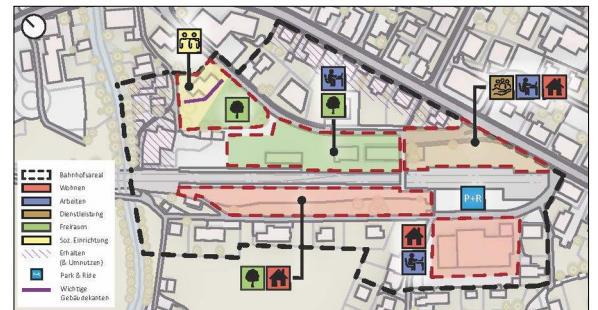 P+R
Bahnhofsareal
Wohnen
Arbeiten
Dienstleistung
Freiraum
Soz. Einrichtung
Erhalten
(& Umnutzen)
Park & Ride
Wichtige
Gebäudekanten